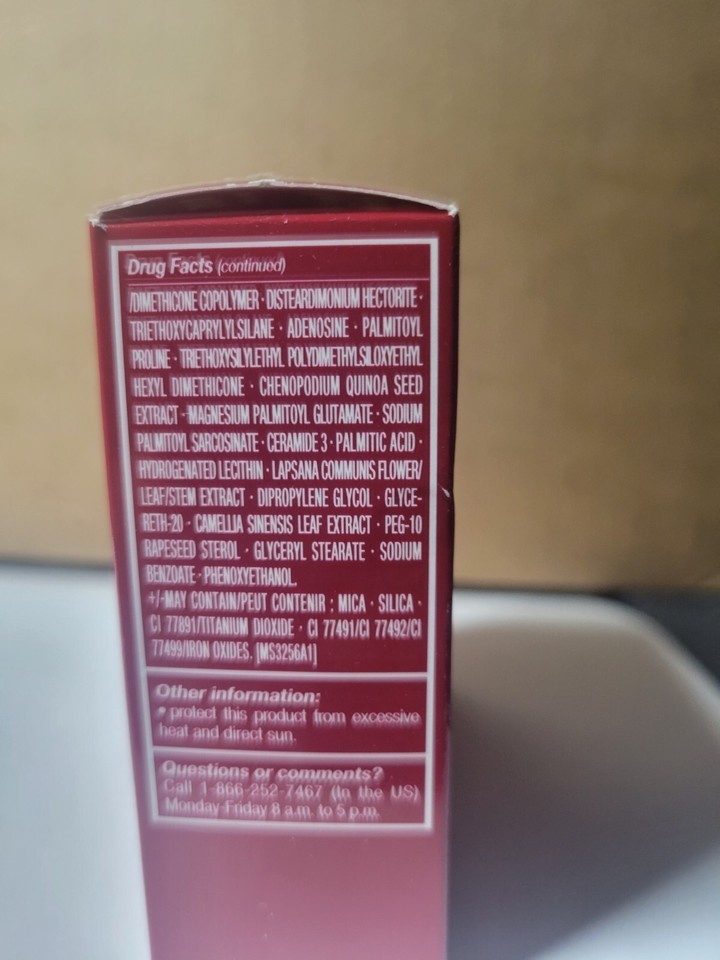 Drug Facts (continued)
/DIMETHICONE COPOLYMER · DISTEARDIMONIUM HECTORITE ·
TRIETHOXYCAPRYLYLSILANE · ADENOSINE · PALMITOYL
PROLINE · TRIETHOXYSILYLETHYL POLYDIMETHYLSILOXYETHYL
HEXYL DIMETHICONE · CHENOPODIUM QUINOA SEED
EXTRACT · MAGNESIUM PALMITOYL GLUTAMATE · SODIUM
PALMITOYL SARCOSINATE · CERAMIDE 3 · PALMITIC ACID ·
HYDROGENATED LECITHIN · LAPSANA COMMUNIS FLOWER/
LEAF/STEM EXTRACT · DIPROPYLENE GLYCOL · GLYCE-
RETH-20 · CAMELLIA SINENSIS LEAF EXTRACT · PEG-10
RAPESEED STEROL · GLYCERYL STEARATE · SODIUM
BENZOATE · PHENOXYETHANOL.
+/-MAY CONTAIN/PEUT CONTENIR : MICA · SILICA ·
CI 77891/TITANIUM DIOXIDE · CI 77491/CI 77492/CI
77499/IRON OXIDES. [MS3256A1]
Other information:
• protect this product from excessive
heat and direct sun.
Questions or comments?
Call 1-866-252-7467 (In the US)
Monday-Friday 8 a.m. to 5 p.m.